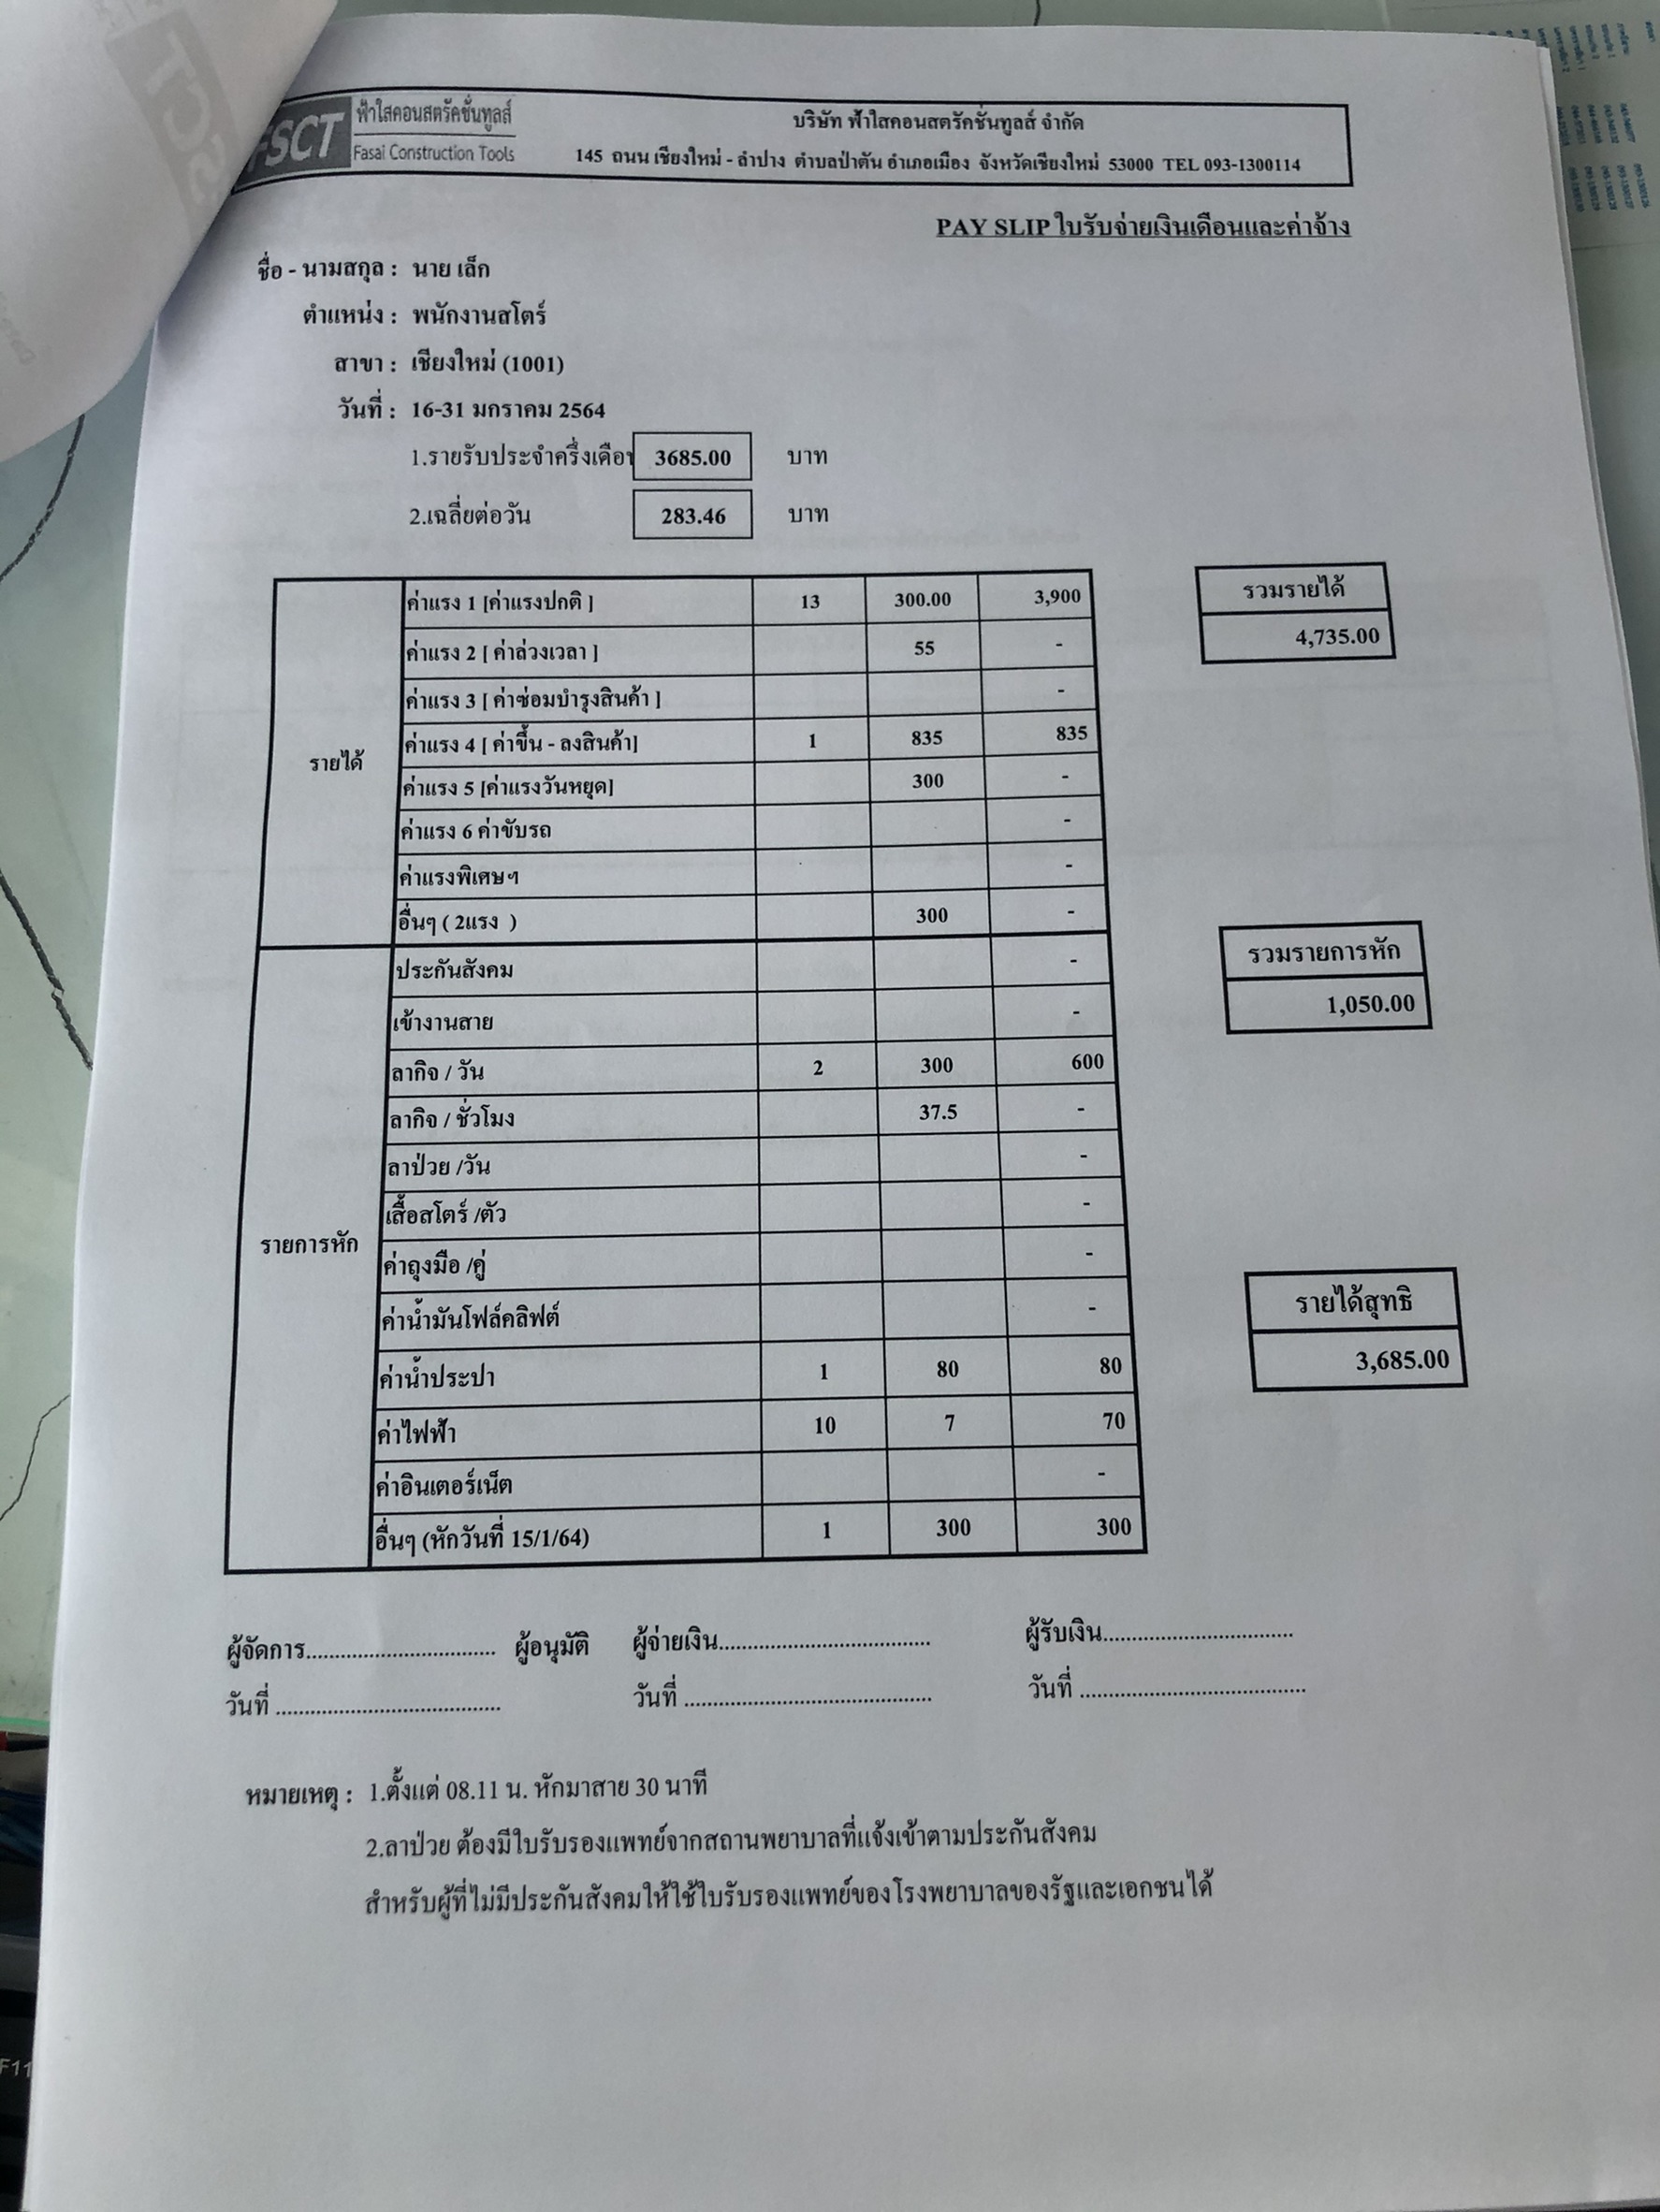 FSCT
ฟ้าใสคอนสตรัคชั่นทูลส์
Fasai Construction Tools
บริษัท ฟ้าใสคอนสตรัคชั่นทูลส์ จำกัด
145 ถนน เชียงใหม่ - ลำปาง ตำบลป่าตัน อำเภอเมือง จังหวัดเชียงใหม่ 53000 TEL 093-1300114
PAY SLIP ใบรับจ่ายเงินเดือนและค่าจ้าง
ชื่อ - นามสกุล : นาย เล็ก
ตำแหน่ง : พนักงานสโตร์
สาขา : เชียงใหม่ (1001)
วันที่ : 16-31 มกราคม 2564
1.รายรับประจำครึ่งเดือน 3685.00 บาท
2.เฉลี่ยต่อวัน 283.46 บาท
รายได้
ค่าแรง 1 [ค่าแรงปกติ ] 13 300.00 3,900
ค่าแรง 2 [ ค่าล่วงเวลา ] 55 -
ค่าแรง 3 [ ค่าซ่อมบำรุงสินค้า ] -
ค่าแรง 4 [ ค่าขึ้น - ลงสินค้า] 1 835 835
ค่าแรง 5 [ค่าแรงวันหยุด] 300 -
ค่าแรง 6 ค่าขับรถ -
ค่าแรงพิเศษฯ -
อื่นๆ ( 2แรง ) 300 -
รวมรายได้
4,735.00
รายการหัก
ประกันสังคม -
เข้างานสาย -
ลากิจ / วัน 2 300 600
ลากิจ / ชั่วโมง 37.5 -
ลาป่วย /วัน -
เสื้อสโตร์ /ตัว -
ค่าถุงมือ /คู่ -
ค่าน้ำมันโฟล์คลิฟต์ -
ค่าน้ำประปา 1 80 80
ค่าไฟฟ้า 10 7 70
ค่าอินเตอร์เน็ต -
อื่นๆ (หักวันที่ 15/1/64) 1 300 300
รวมรายการหัก
1,050.00
รายได้สุทธิ
3,685.00
ผู้จัดการ................................. ผู้อนุมัติ ผู้จ่ายเงิน..................................... ผู้รับเงิน.................................
วันที่ ....................................... วันที่ ........................................... วันที่ .......................................
หมายเหตุ : 1.ตั้งแต่ 08.11 น. หักมาสาย 30 นาที
2.ลาป่วย ต้องมีใบรับรองแพทย์จากสถานพยาบาลที่แจ้งเข้าตามประกันสังคม
สำหรับผู้ที่ไม่มีประกันสังคมให้ใช้ใบรับรองแพทย์ของโรงพยาบาลของรัฐและเอกชนได้
F11